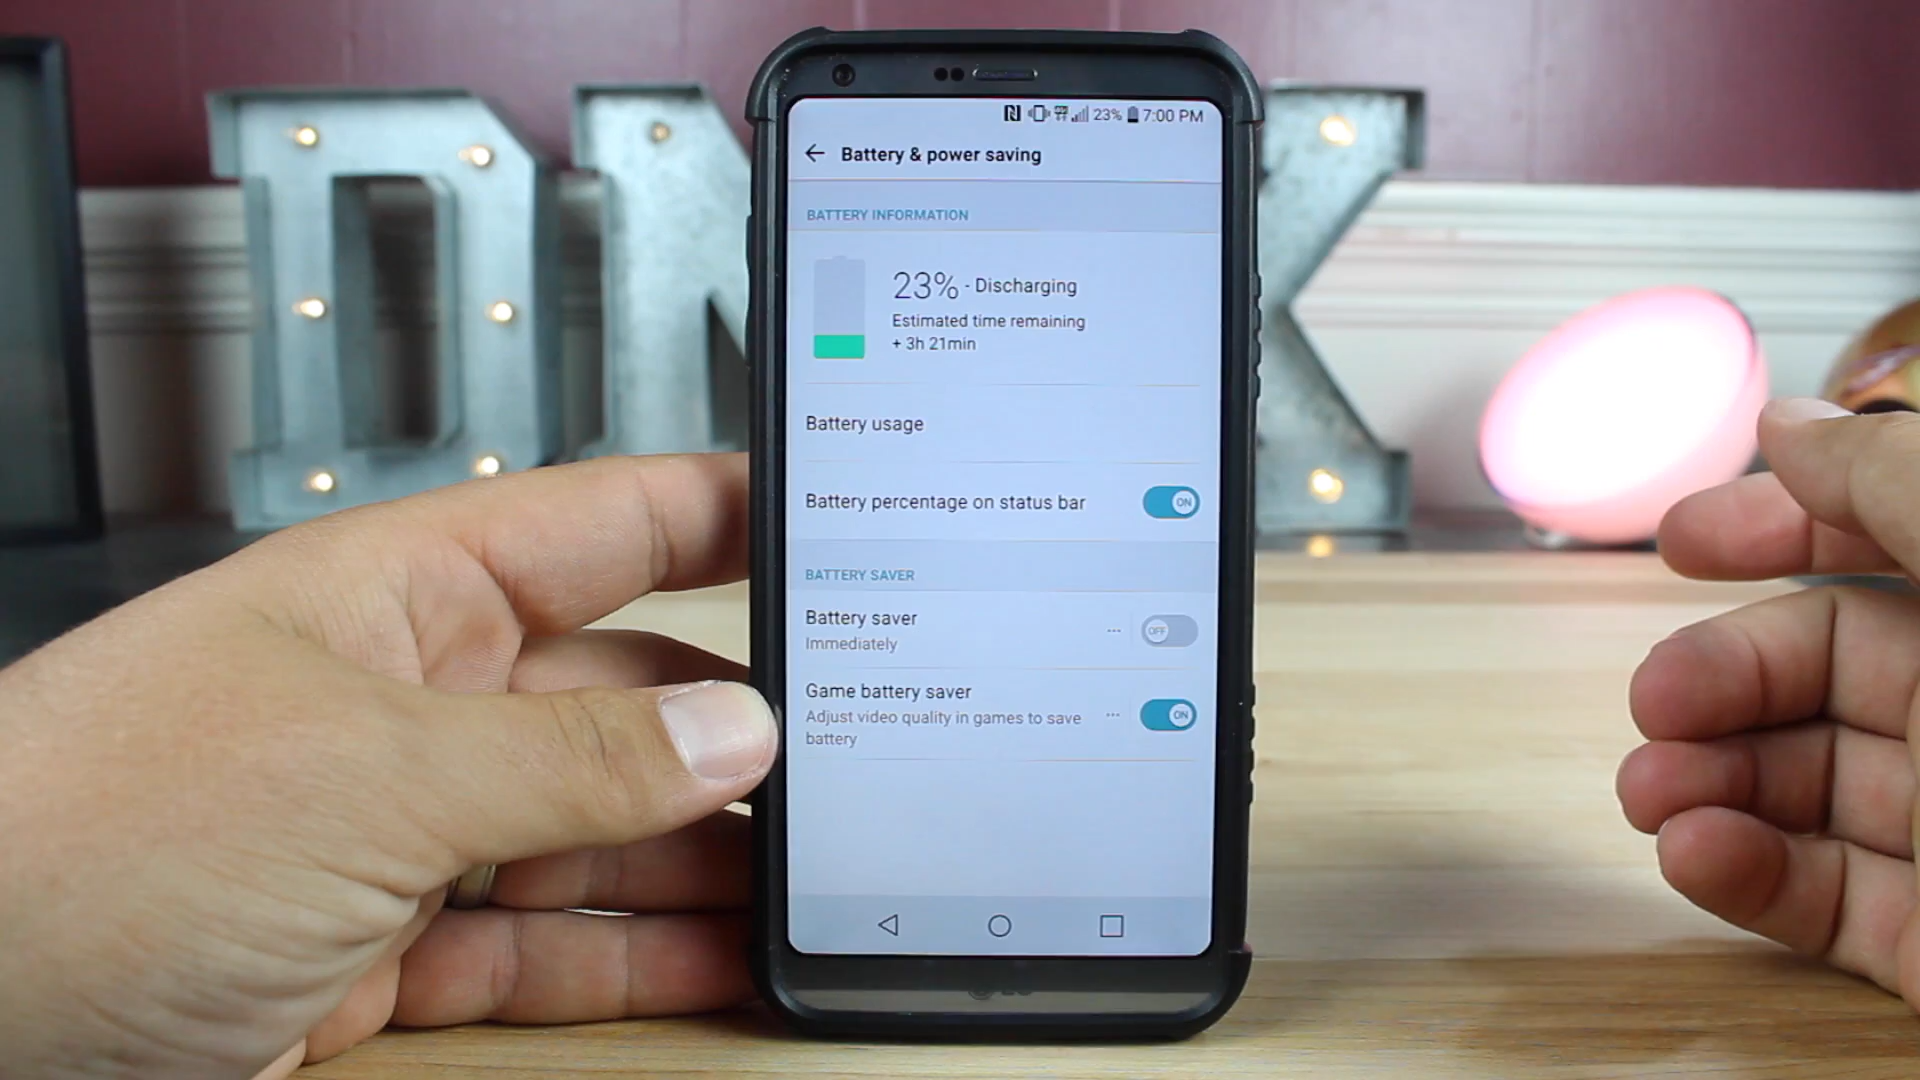 DNK
23% 7:00 PM
Battery & power saving
BATTERY INFORMATION
23% - Discharging
Estimated time remaining
+ 3h 21min
Battery usage
Battery percentage on status bar
ON
BATTERY SAVER
Battery saver
Immediately
OFF
Game battery saver
Adjust video quality in games to save
battery
ON